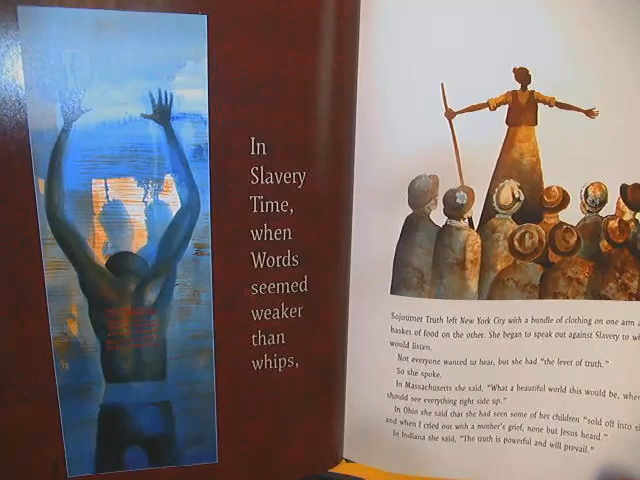 In
Slavery
Time,
when
Words
seemed
weaker
than
whips,
Sojourner Truth left New York City with a bundle of clothing on one arm
basket of food on the other. She began to speak out against Slavery to
would listen.
Not everyone wanted to hear, but she had "the lever of truth."
So she spoke.
In Massachusetts she said, "What a beautiful world this would be,
should see everything right side up."
In Ohio she said that she had seen some of her children "sold off into
and when I cried out with a mother's grief, none but Jesus heard."
In Indiana she said, "The truth is powerful and will prevail."